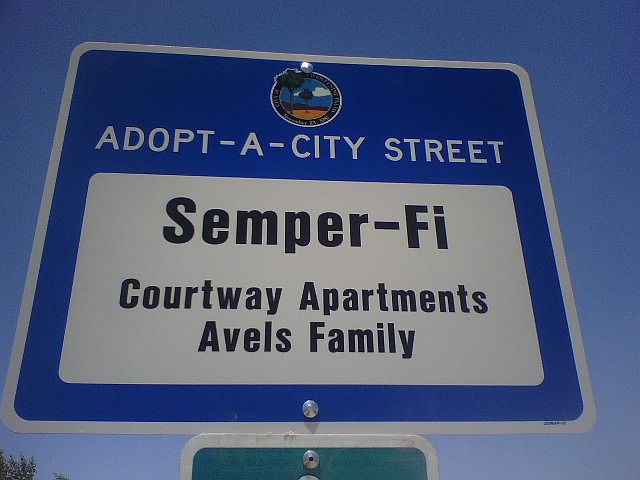 ADOPT-A-CITY STREET
Semper-Fi
Courtway Apartments
Avels Family